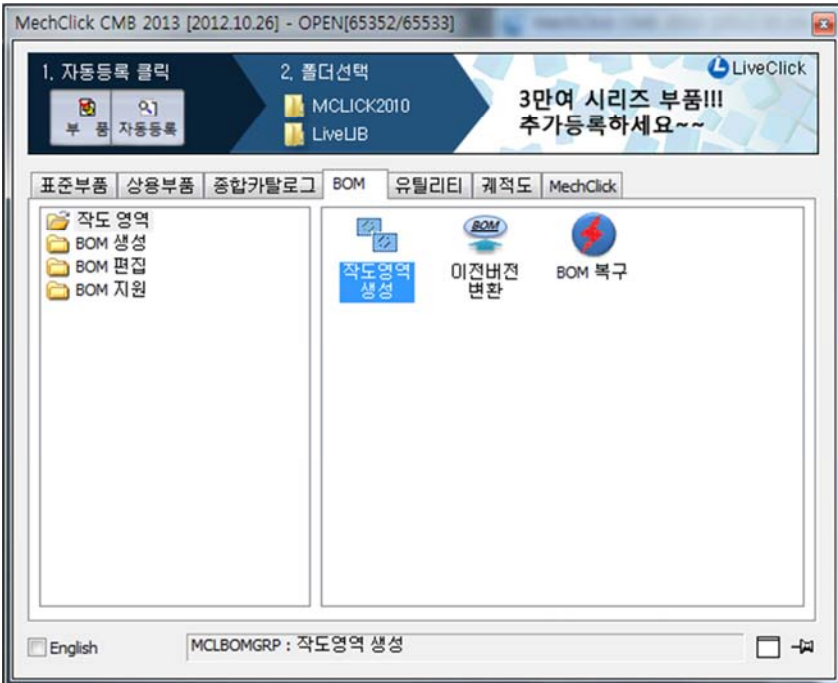 MechClick CMB 2013 [2012.10.26] - OPEN[65352/65533]
1. 자동등록 클릭
부 품
자동등록
2. 폴더선택
MCLICK2010
LiveLIB
LiveClick
3만여 시리즈 부품!!!
추가등록하세요~~
표준부품 상용부품 종합카탈로그 BOM 유틸리티 궤적도 MechClick
작도 영역
BOM 생성
BOM 편집
BOM 지원
작도영역
생성
BOM
이전버전
변환
BOM 복구
English
MCLBOMGRP : 작도영역 생성